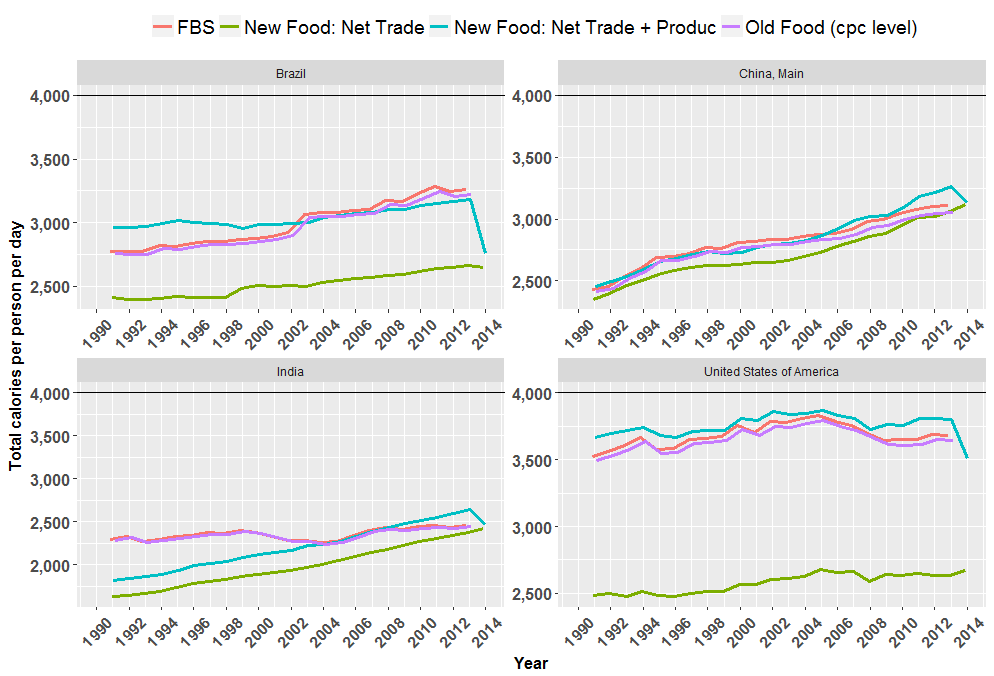 FBS New Food: Net Trade New Food: Net Trade + Produc Old Food (cpc level)
Brazil
China, Main
4,000
3,500
3,000
2,500
4,000
3,500
3,000
2,500
1990 1992 1994 1996 1998 2000 2002 2004 2006 2008 2010 2012 2014
1990 1992 1994 1996 1998 2000 2002 2004 2006 2008 2010 2012 2014
India
United States of America
4,000
3,500
3,000
2,500
2,000
4,000
3,500
3,000
2,500
1990 1992 1994 1996 1998 2000 2002 2004 2006 2008 2010 2012 2014
1990 1992 1994 1996 1998 2000 2002 2004 2006 2008 2010 2012 2014
Total calories per person per day
Year